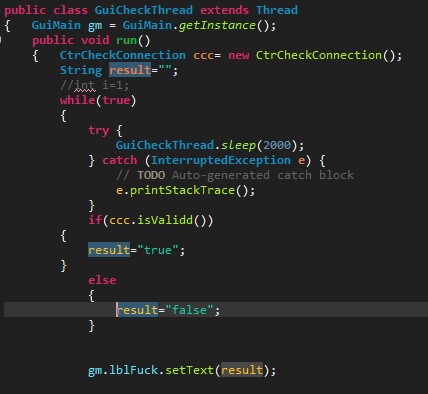 public class GuiCheckThread extends Thread
{ GuiMain gm = GuiMain.getInstance();
public void run()
{ CtrCheckConnection ccc= new CtrCheckConnection();
String result="";
//int i=1;
while(true)
{
try {
GuiCheckThread.sleep(2000);
} catch (InterruptedException e) {
// TODO Auto-generated catch block
e.printStackTrace();
}
if(ccc.isValidd())
{
result="true";
}
else
{
result="false";
}
gm.lblFuck.setText(result);